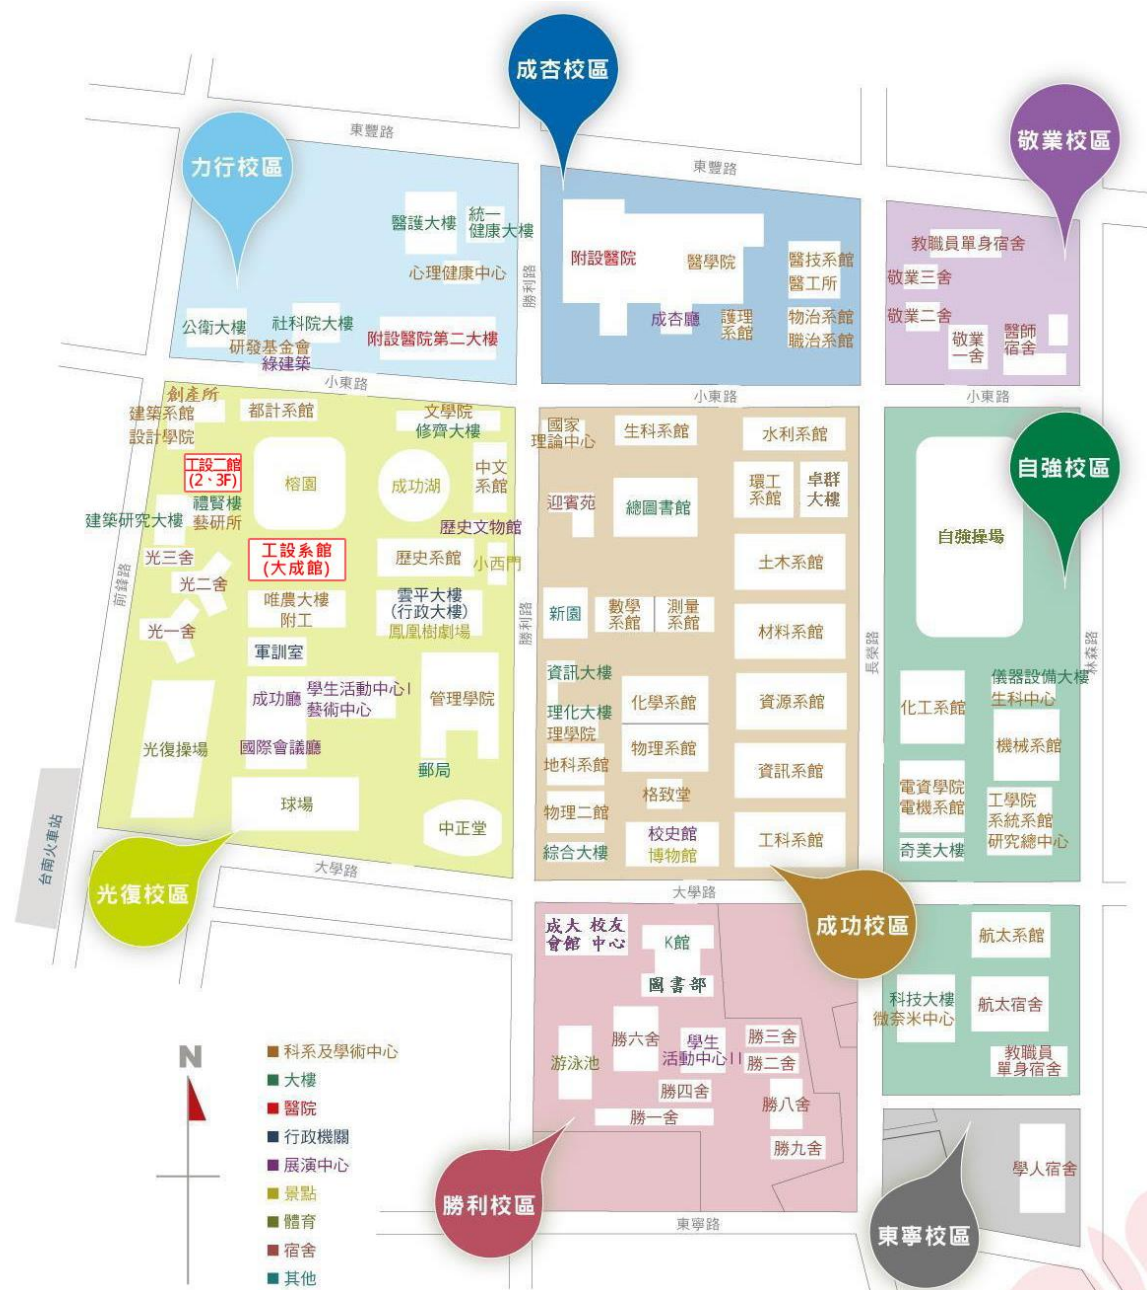 成杏校區
力行校區
敬業校區
東豐路
東豐路
醫護大樓
統一
健康大樓
心理健康中心
公衛大樓
社科院大樓
研發基金會
綠建築
附設醫院第二大樓
勝利路
附設醫院
醫學院
醫技系館
醫工所
成杏廳
護理
系館
物治系館
職治系館
教職員單身宿舍
敬業三舍
敬業二舍
敬業
一舍
醫師
宿舍
小東路
小東路
小東路
創產所
建築系館
設計學院
都計系館
文學院
修齊大樓
工設二館
(2、3F)
榕園
成功湖
中文
系館
禮賢樓
藝研所
建築研究大樓
歷史文物館
光三舍
工設系館
(大成館)
歷史系館
小西門
光二舍
前鋒路
唯農大樓
附工
雲平大樓
(行政大樓)
鳳凰樹劇場
光一舍
軍訓室
成功廳
學生活動中心I
藝術中心
管理學院
光復操場
國際會議廳
郵局
球場
中正堂
台南火車站
光復校區
大學路
勝利路
國家
理論中心
生科系館
水利系館
迎賓苑
總圖書館
環工
系館
卓群
大樓
土木系館
新園
數學
系館
測量
系館
材料系館
資訊大樓
理化大樓
理學院
化學系館
資源系館
地科系館
物理系館
資訊系館
物理二館
格致堂
綜合大樓
校史館
博物館
工科系館
大學路
成功校區
長榮路
自強校區
自強操場
林森路
儀器設備大樓
生科中心
化工系館
機械系館
電資學院
電機系館
工學院
系統系館
研究總中心
奇美大樓
航太系館
科技大樓
微奈米中心
航太宿舍
教職員
單身宿舍
成大
會館
校友
中心
K館
圖書部
勝六舍
學生
活動中心II
勝三舍
勝二舍
游泳池
勝四舍
勝一舍
勝八舍
勝九舍
勝利校區
東寧路
東寧校區
學人宿舍
N
科系及學術中心
大樓
醫院
行政機關
展演中心
景點
體育
宿舍
其他